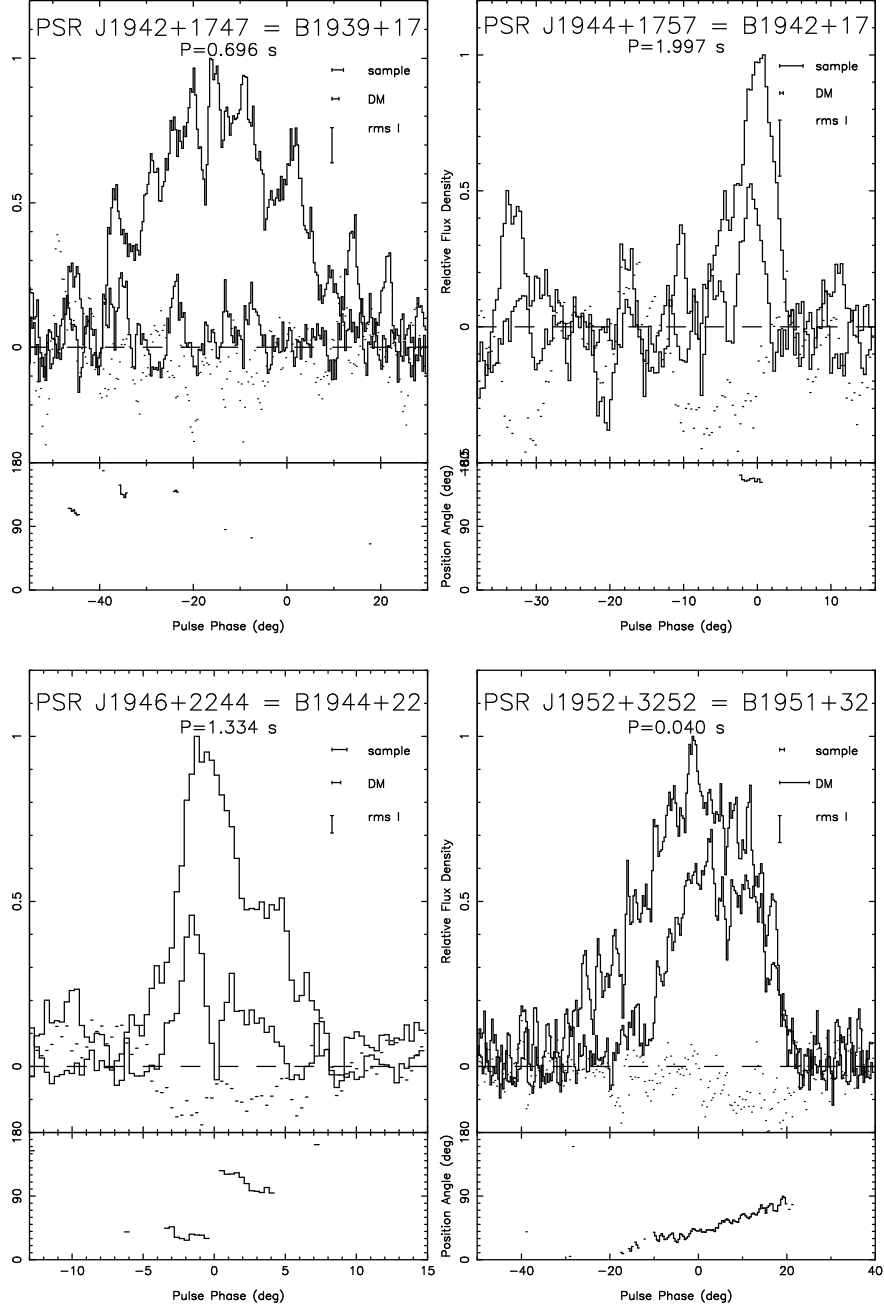 PSR J1942+1747 = B1939+17
P=0.696 s
sample
DM
rms I
1
0.5
0
180
90
0
−40 −20 0 20
Pulse Phase (deg)
PSR J1944+1757 = B1942+17
P=1.997 s
sample
DM
rms I
Relative Flux Density
1
0.5
0
180
90
0
Position Angle (deg)
−30 −20 −10 0 10
Pulse Phase (deg)
PSR J1946+2244 = B1944+22
P=1.334 s
sample
DM
rms I
1
0.5
0
180
90
0
−10 −5 0 5 10 15
Pulse Phase (deg)
PSR J1952+3252 = B1951+32
P=0.040 s
sample
DM
rms I
Relative Flux Density
1
0.5
0
180
90
0
Position Angle (deg)
−40 −20 0 20 40
Pulse Phase (deg)